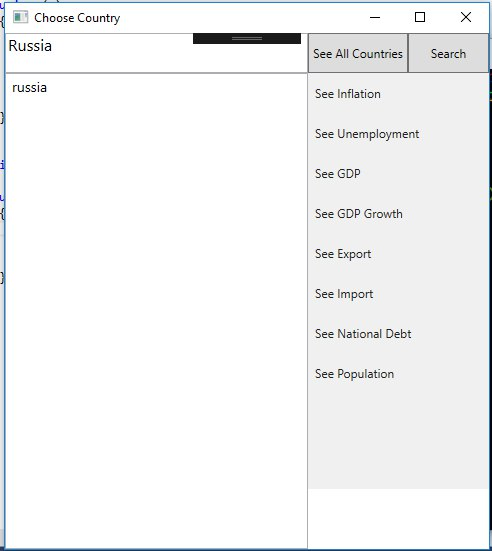 Choose Country
Russia
See All Countries
Search
russia
See Inflation
See Unemployment
See GDP
See GDP Growth
See Export
See Import
See National Debt
See Population